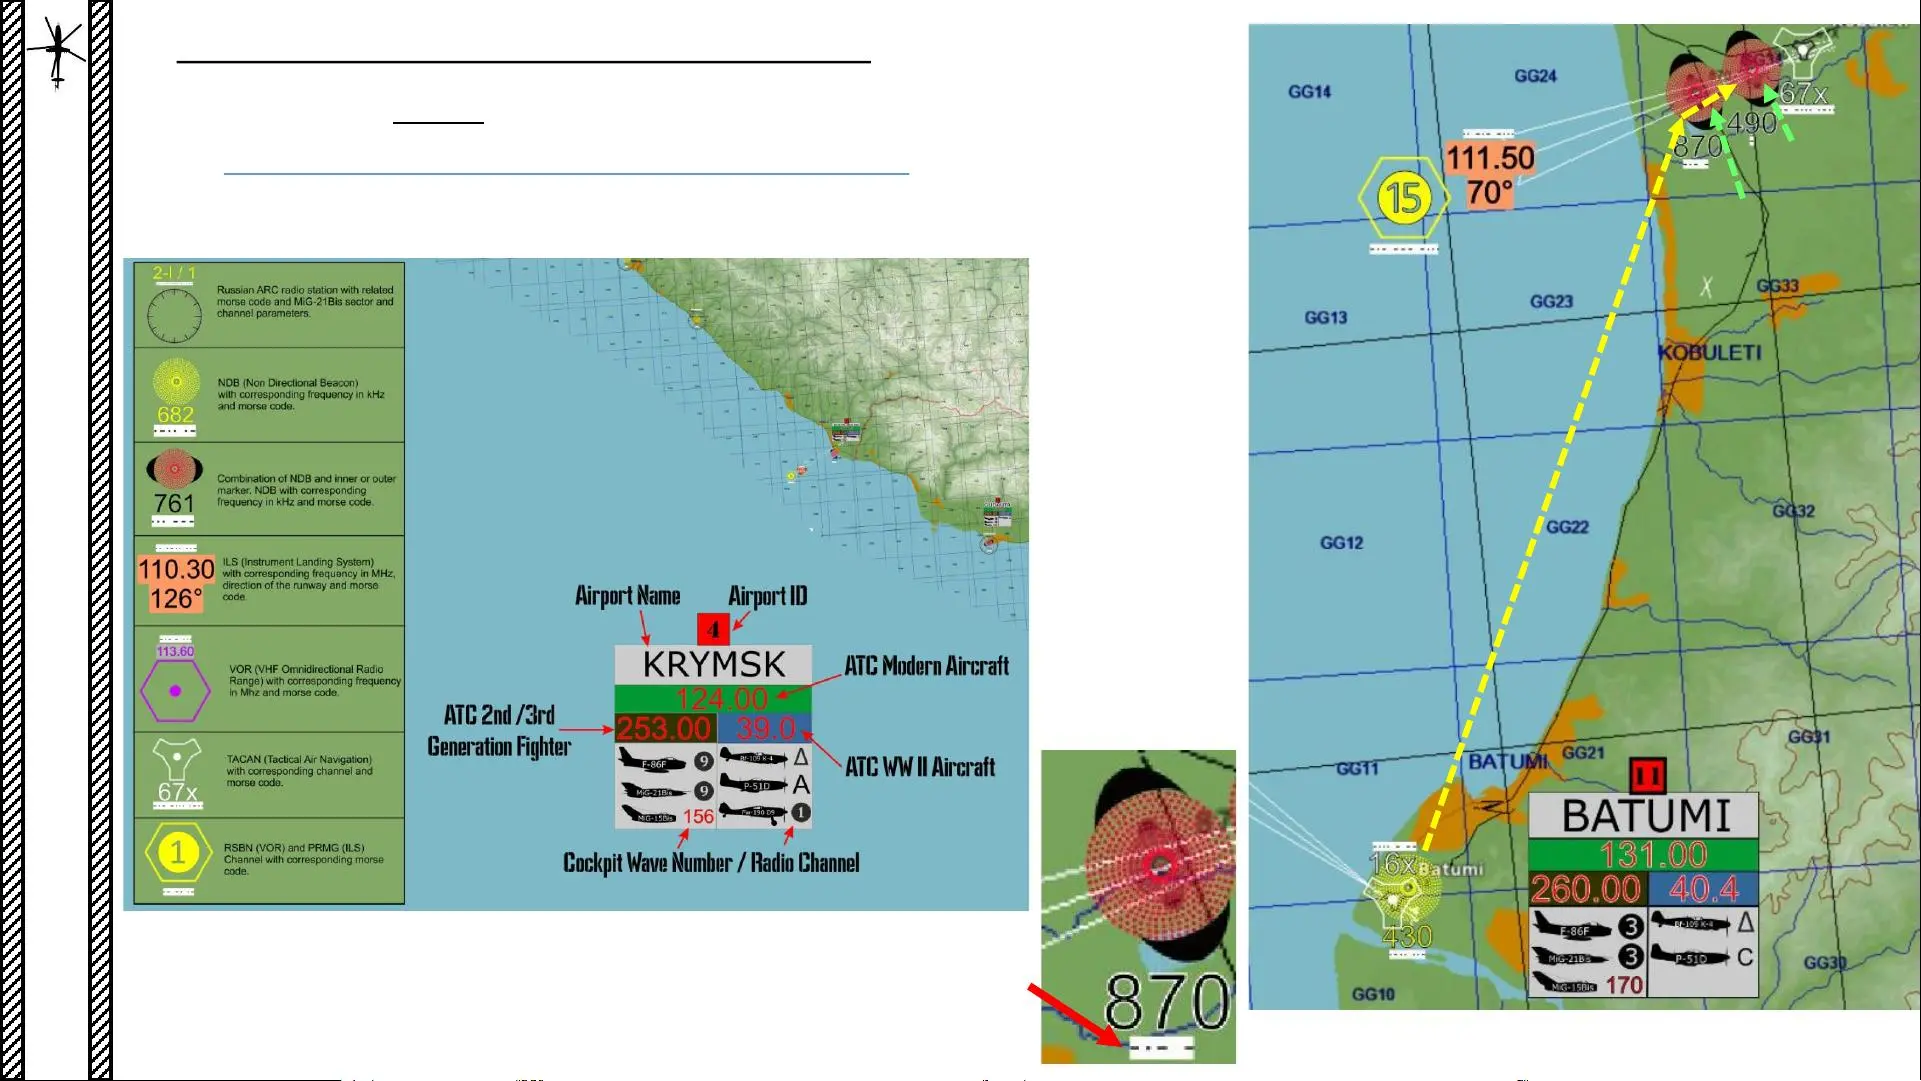 2-I / 1
Russian ARC radio station with related
morse code and MiG-21Bis sector and
channel parameters.
682
NDB (Non Directional Beacon)
with corresponding frequency in kHz
and morse code.
761
Combination of NDB and inner or outer
marker. NDB with corresponding
frequency in kHz and morse code.
110.30
126°
ILS (Instrument Landing System)
with corresponding frequency in MHz,
direction of the runway and morse
code.
113.60
VOR (VHF Omnidirectional Radio
Range) with corresponding frequency
in Mhz and morse code.
67x
TACAN (Tactical Air Navigation)
with corresponding channel and
morse code.
1
RSBN (VOR) and PRMG (ILS)
Channel with corresponding morse
code.
Airport Name
Airport ID
4
KRYMSK
ATC Modern Aircraft
124.00
ATC 2nd /3rd
Generation Fighter
253.00
39.0
ATC WW II Aircraft
F-86F
9
Bf-109 K-4
Δ
MiG-21Bis
9
P-51D
A
MiG-15Bis
156
Fw-190 D9
1
Cockpit Wave Number / Radio Channel
870
GG14
GG24
67x
490
870
111.50
70°
15
GG13
GG23
X
GG33
KOBULETI
GG12
GG22
GG32
GG11
BATUMI
GG21
GG31
11
BATUMI
131.00
260.00
40.4
F-86F
3
Bf-109 K-4
Δ
MiG-21Bis
3
P-51D
C
MiG-15Bis
170
16x
Batumi
430
GG10
GG30